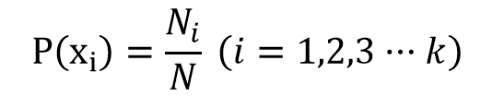 P(xᵢ) = Nᵢ/N (i = 1,2,3 ⋯ k)